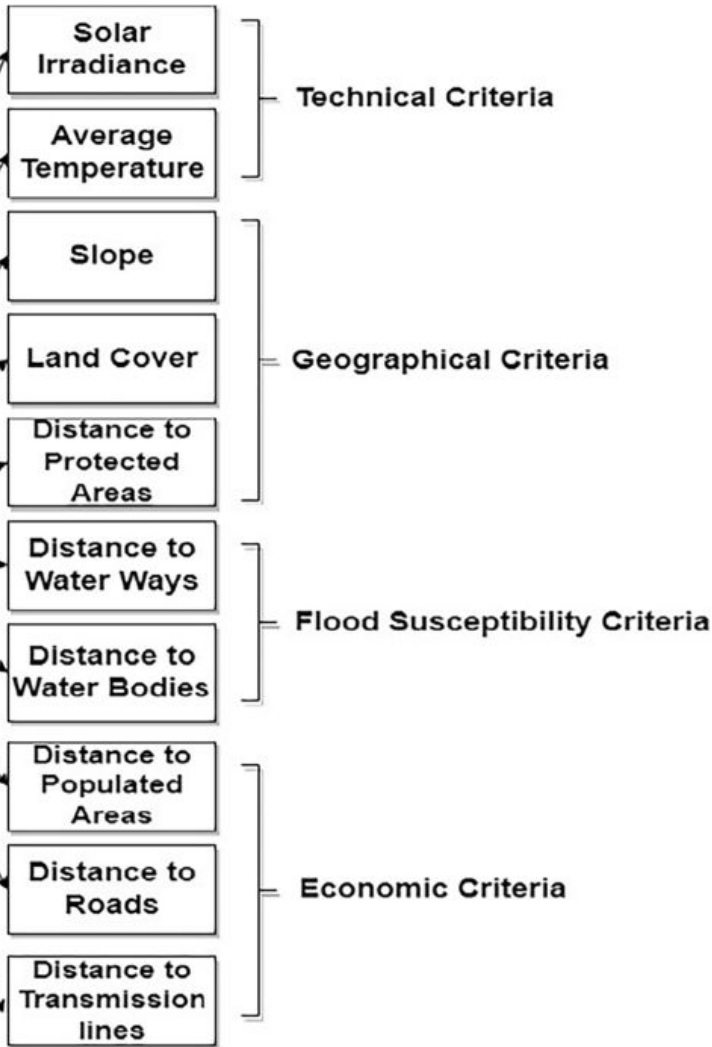 Solar
Irradiance
Technical Criteria
Average
Temperature
Slope
Land Cover
Geographical Criteria
Distance to
Protected
Areas
Distance to
Water Ways
Flood Susceptibility Criteria
Distance to
Water Bodies
Distance to
Populated
Areas
Distance to
Roads
Economic Criteria
Distance to
Transmission
lines